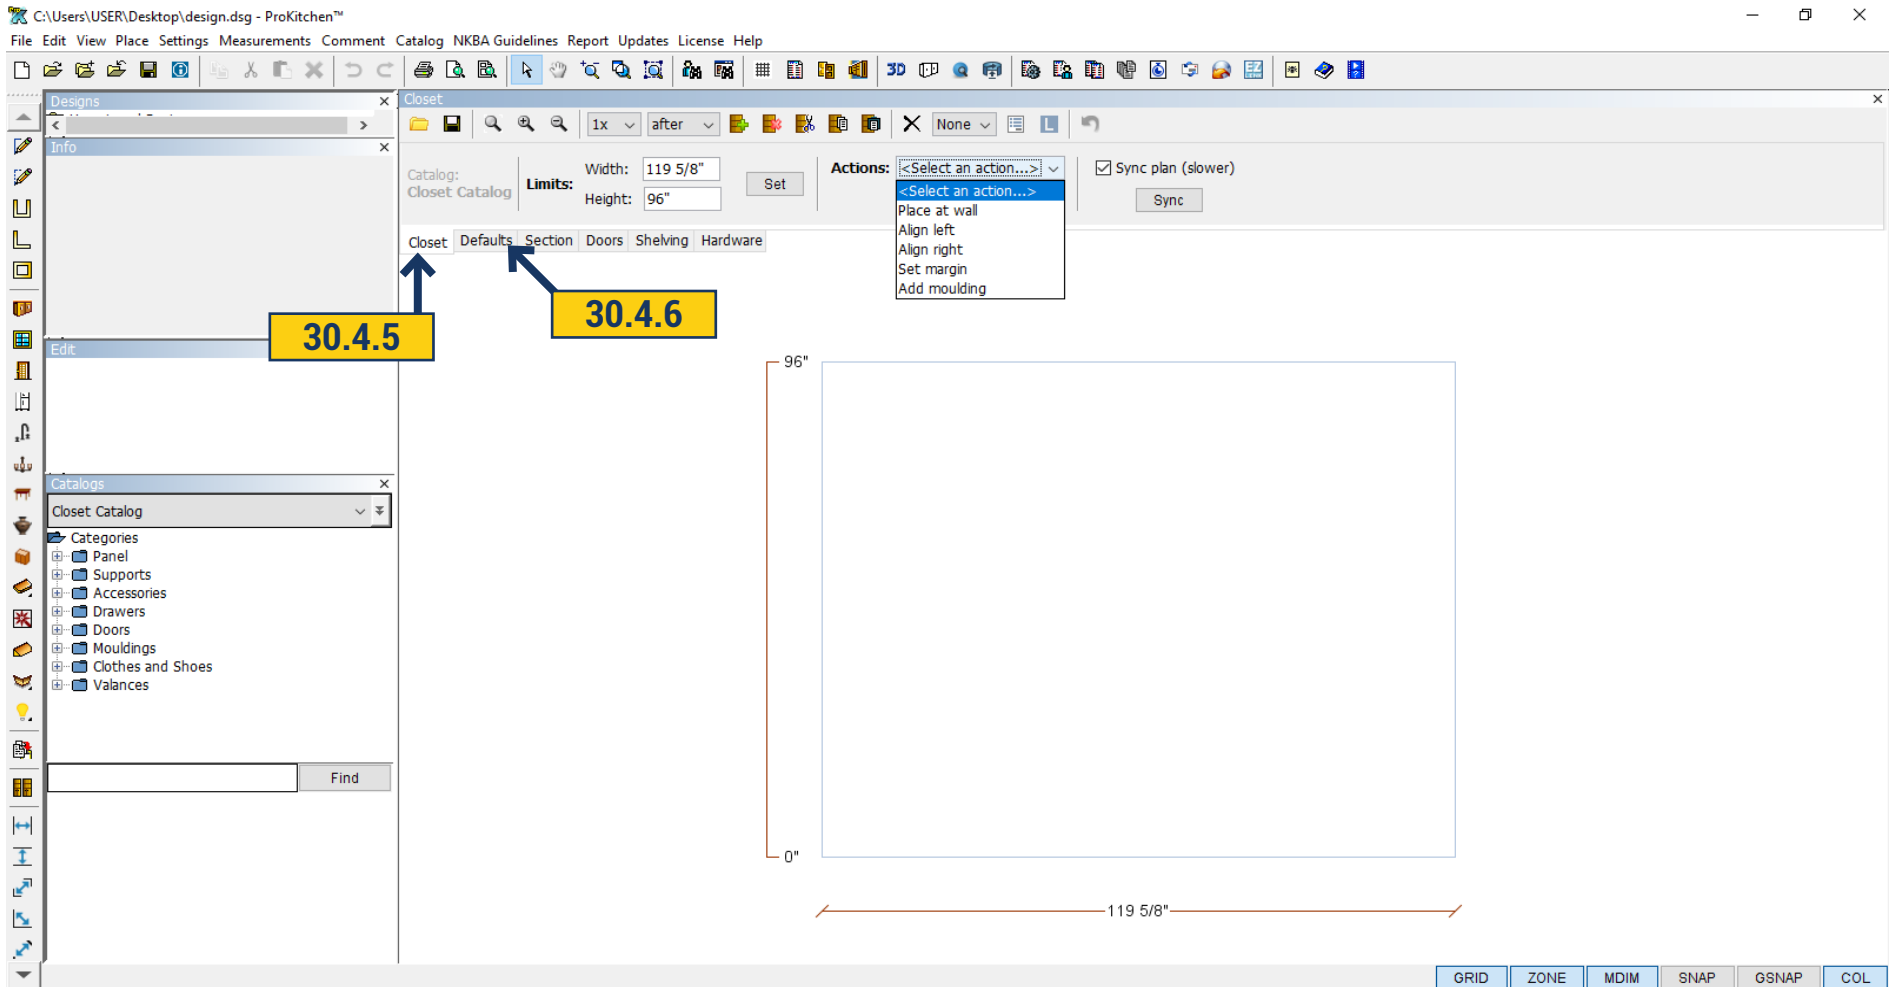 C:\Users\USER\Desktop\design.dsg - ProKitchen™
File Edit View Place Settings Measurements Comment Catalog NKBA Guidelines Report Updates License Help
3D
EZ
Designs
Closet
1x
after
None
L
Info
Catalog:
Closet Catalog
Limits:
Width: 119 5/8"
Height: 96"
Set
Actions:
<Select an action...>
<Select an action...>
Place at wall
Align left
Align right
Set margin
Add moulding
Sync plan (slower)
Sync
Closet Defaults Section Doors Shelving Hardware
30.4.5
30.4.6
Edit
96"
0"
119 5/8"
Catalogs
Closet Catalog
Categories
Panel
Supports
Accessories
Drawers
Doors
Mouldings
Clothes and Shoes
Valances
Find
GRID ZONE MDIM SNAP GSNAP COL